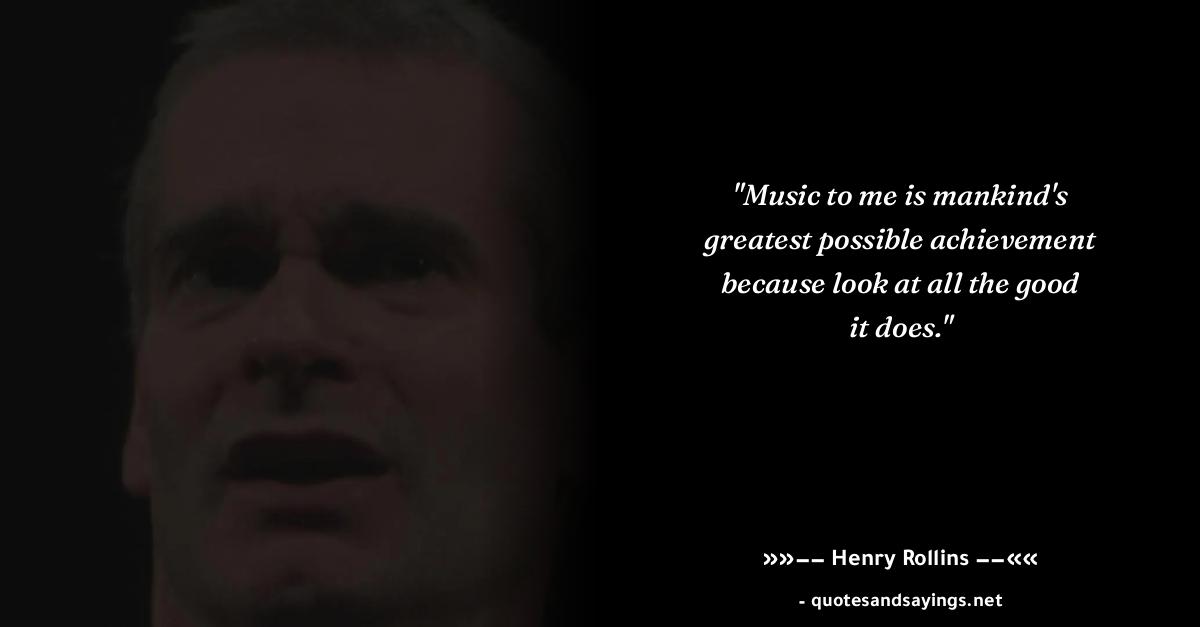 "Music to me is mankind's
greatest possible achievement
because look at all the good
it does."
»»−− Henry Rollins −−««
- quotesandsayings.net